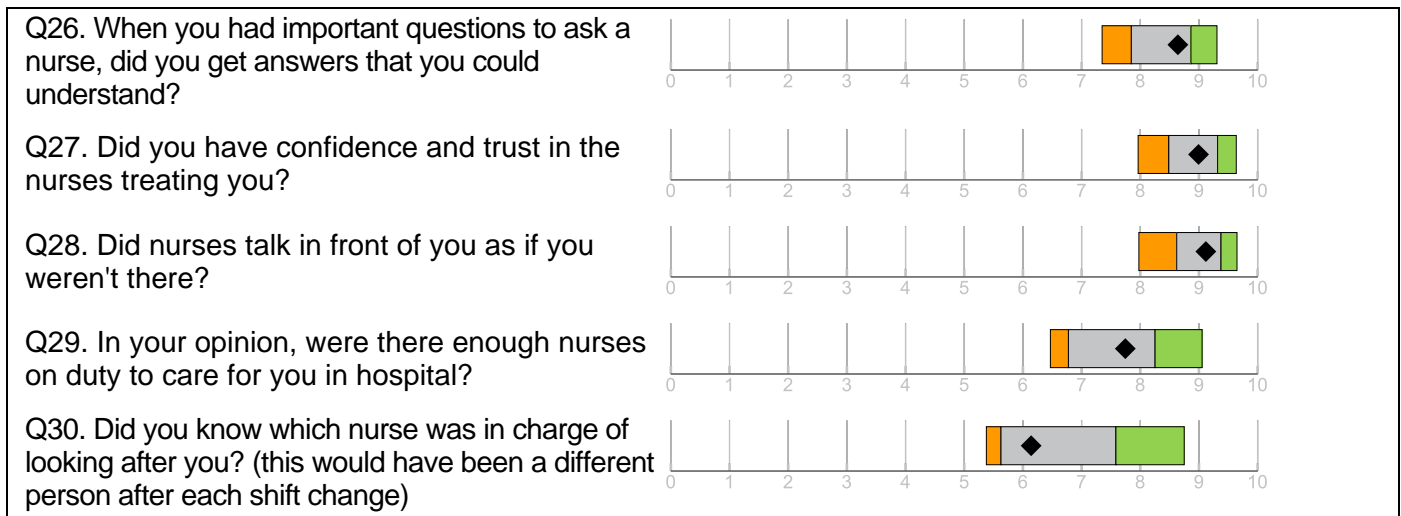 Q26. When you had important questions to ask a
nurse, did you get answers that you could
understand?
0 1 2 3 4 5 6 7 8 9 10
Q27. Did you have confidence and trust in the
nurses treating you?
0 1 2 3 4 5 6 7 8 9 10
Q28. Did nurses talk in front of you as if you
weren't there?
0 1 2 3 4 5 6 7 8 9 10
Q29. In your opinion, were there enough nurses
on duty to care for you in hospital?
0 1 2 3 4 5 6 7 8 9 10
Q30. Did you know which nurse was in charge of
looking after you? (this would have been a different
person after each shift change)
0 1 2 3 4 5 6 7 8 9 10